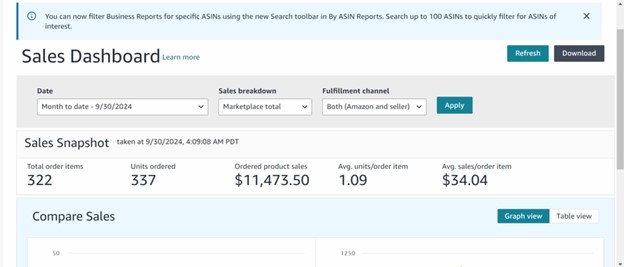 You can now filter Business Reports for specific ASINs using the new Search toolbar in By ASIN Reports. Search up to 100 ASINs to quickly filter for ASINs of
interest.
Sales Dashboard Learn more
Refresh
Download
Date
Sales breakdown
Fulfillment channel
Month to date - 9/30/2024
Marketplace total
Both (Amazon and seller)
Apply
Sales Snapshot taken at 9/30/2024, 4:09:08 AM PDT
Total order items
Units ordered
Ordered product sales
Avg. units/order item
Avg. sales/order item
322
337
$11,473.50
1.09
$34.04
Compare Sales
Graph view
Table view
50
1250